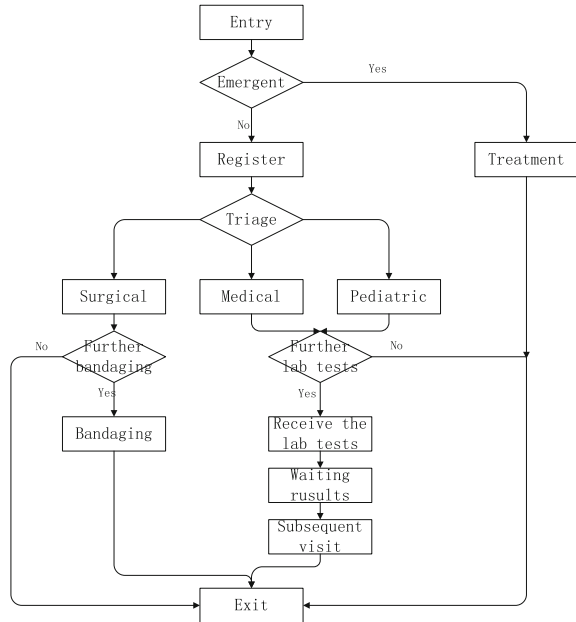 Entry
Emergent
Yes
No
Register
Treatment
Triage
Surgical
Medical
Pediatric
No
Further
bandaging
Further
lab tests
No
Yes
Yes
Bandaging
Receive the
lab tests
Waiting
rusults
Subsequent
visit
Exit